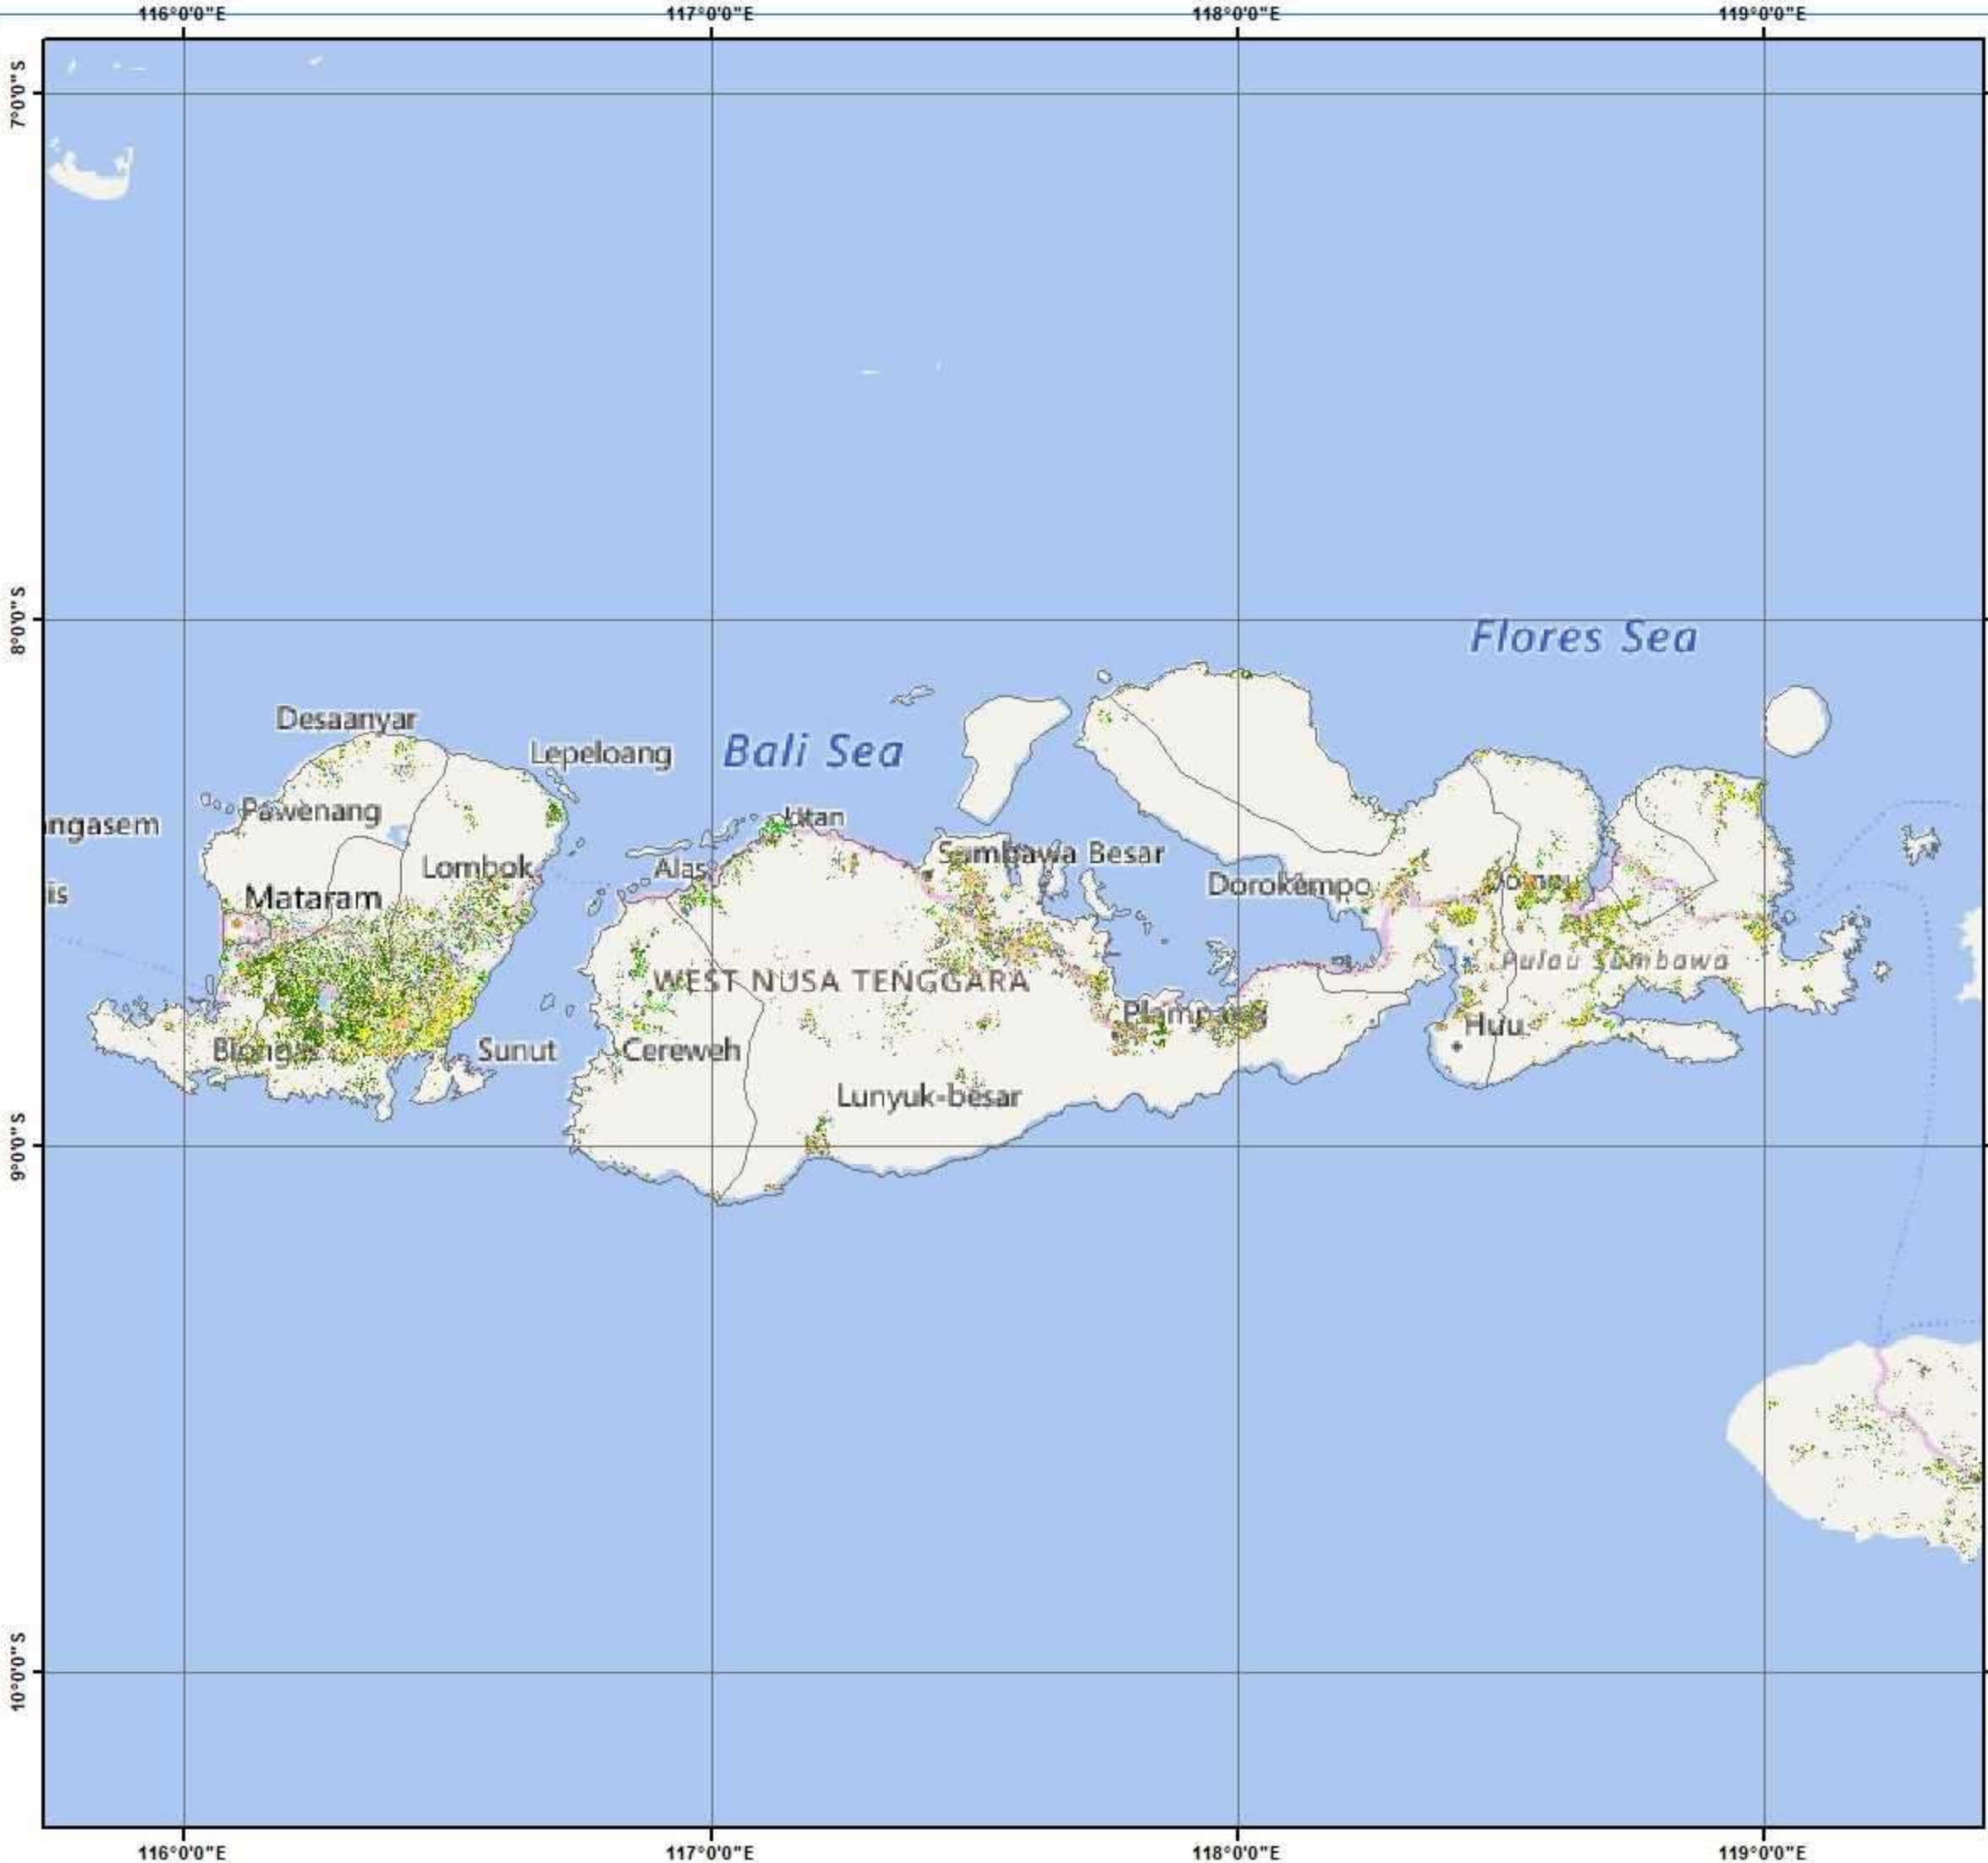 116°0'0"E 117°0'0"E 118°0'0"E 119°0'0"E
7°0'0"S
8°0'0"S
Flores Sea
Desaanyar
Bali Sea
Lepeloang
Pawenang
Utan
ngasem
Sumbawa Besar
Lombok
Alas
Dorokempo
is
Mataram
Pulau Sumbawa
WEST NUSA TENGGARA
Huu
Sunut
Cereweh
Lunyuk-besar
9°0'0"S
10°0'0"S
116°0'0"E 117°0'0"E 118°0'0"E 119°0'0"E